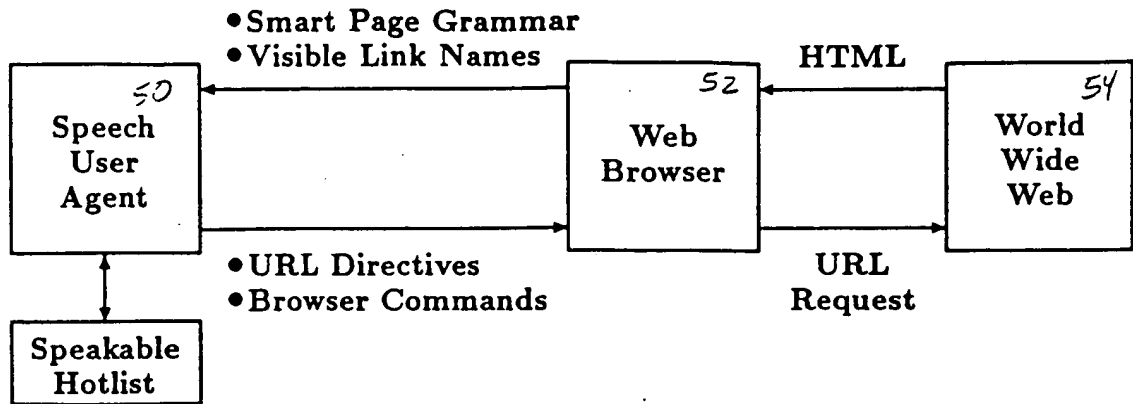 •Smart Page Grammar
•Visible Link Names
50
Speech
User
Agent
52
Web
Browser
HTML
54
World
Wide
Web
•URL Directives
•Browser Commands
URL
Request
Speakable
Hotlist